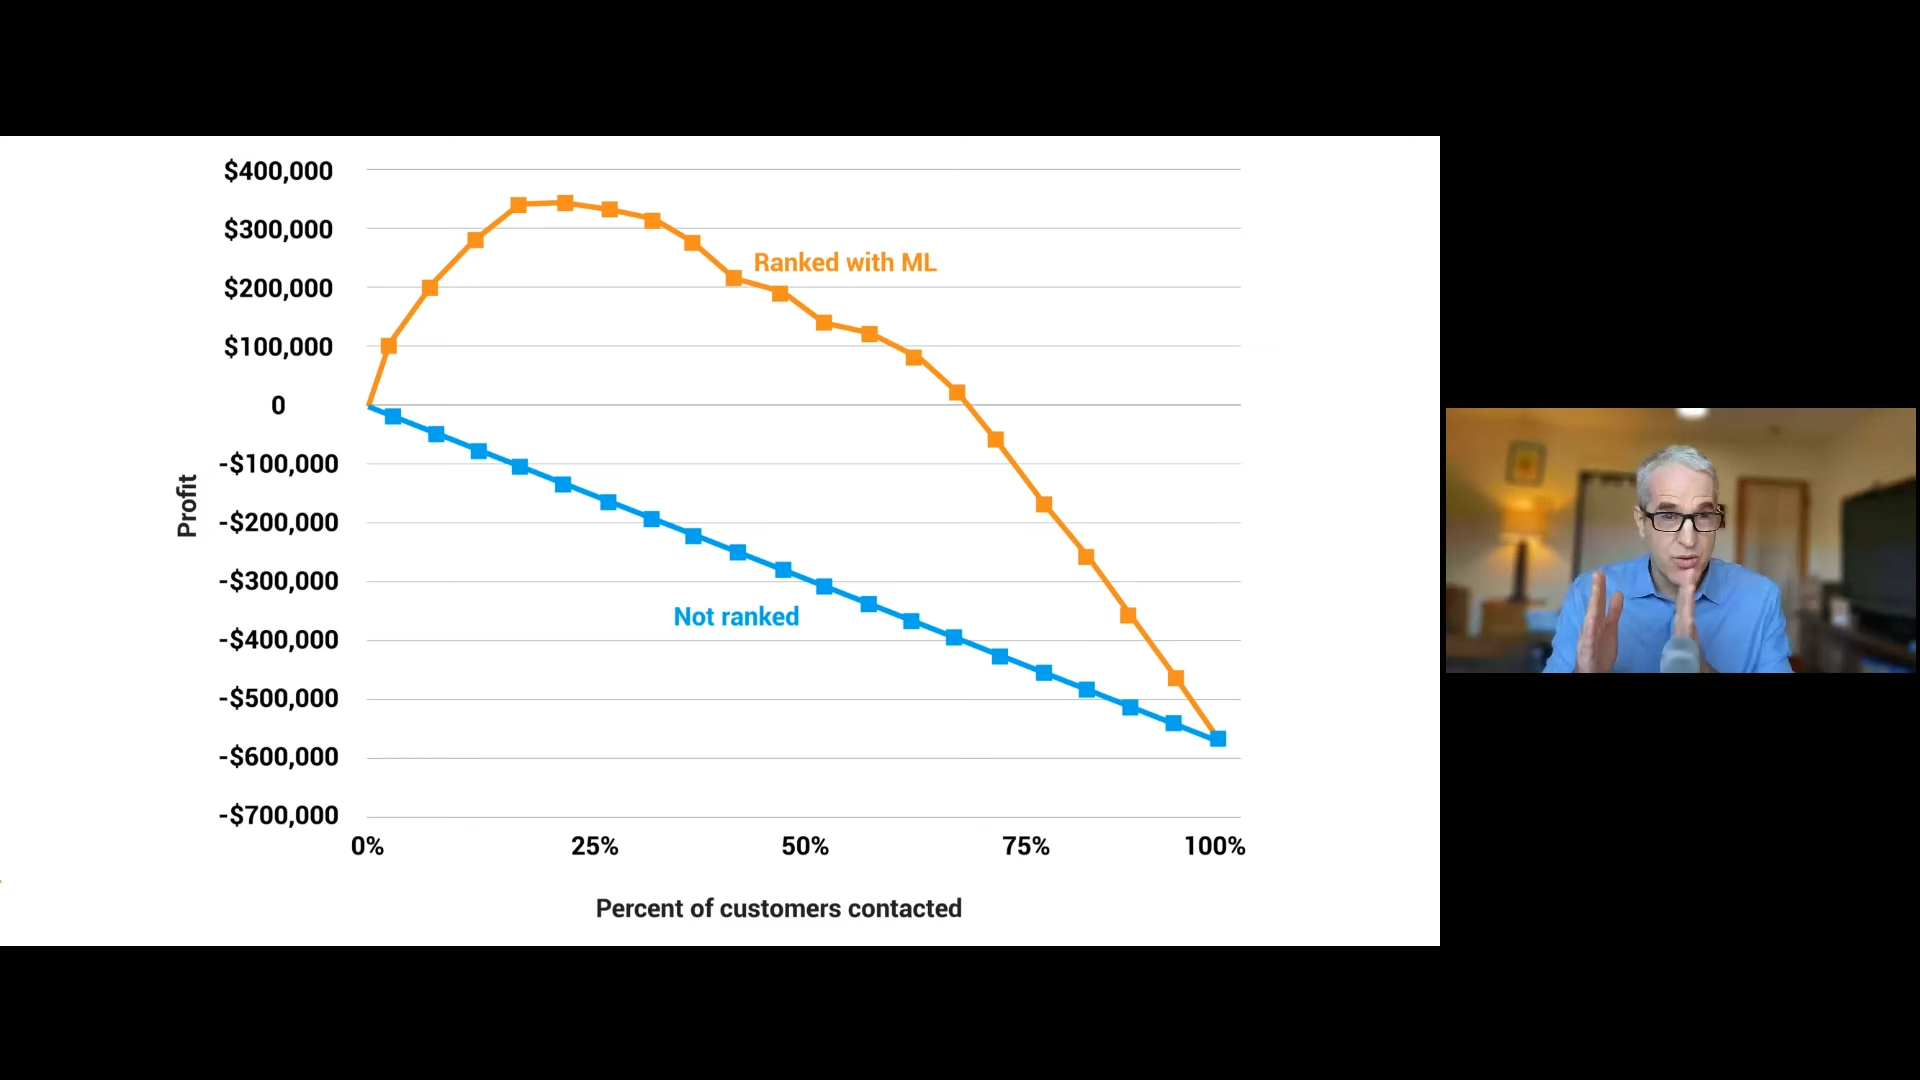 $400,000
$300,000
$200,000
$100,000
0
-$100,000
-$200,000
-$300,000
-$400,000
-$500,000
-$600,000
-$700,000
Profit
Ranked with ML
Not ranked
0% 25% 50% 75% 100%
Percent of customers contacted